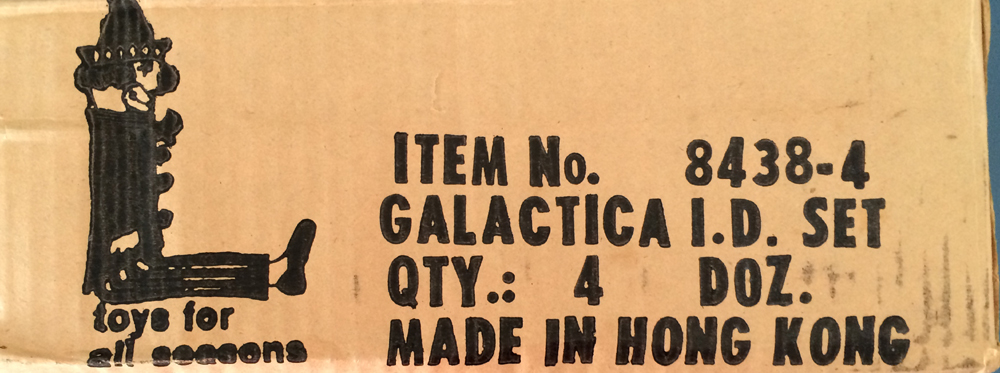 ITEM No. 8438-4
GALACTICA I.D. SET
QTY.: 4 DOZ.
MADE IN HONG KONG
toys for
all seasons